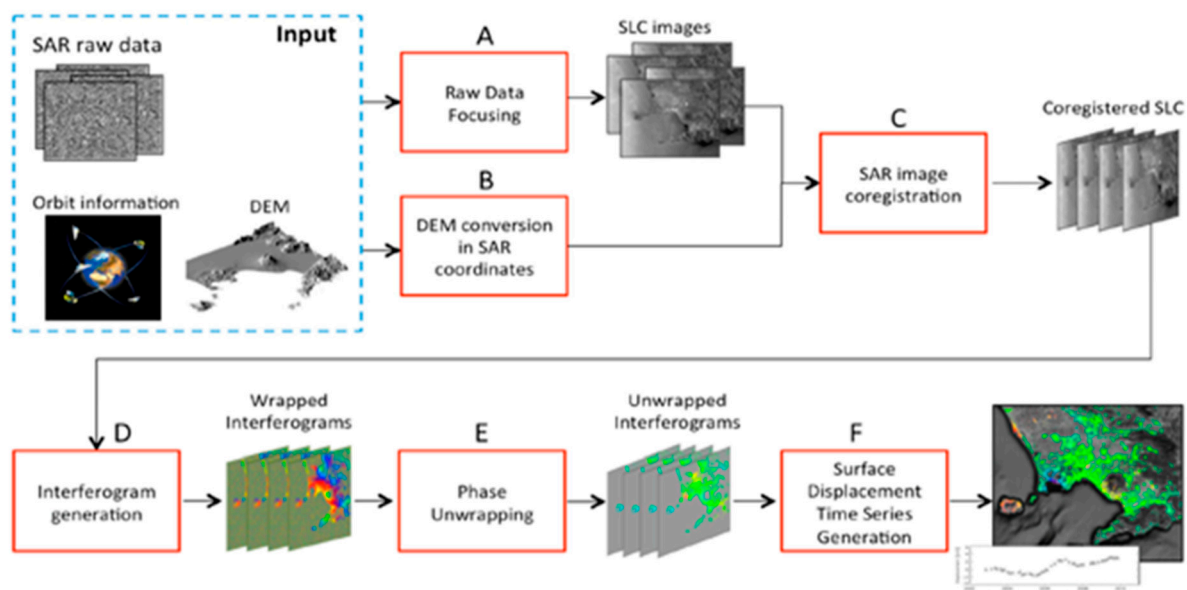 Input
SAR raw data
Orbit information
DEM
A
Raw Data
Focusing
SLC images
B
DEM conversion
in SAR
coordinates
C
SAR image
coregistration
Coregistered SLC
D
Interferogram
generation
Wrapped
Interferograms
E
Phase
Unwrapping
Unwrapped
Interferograms
F
Surface
Displacement
Time Series
Generation